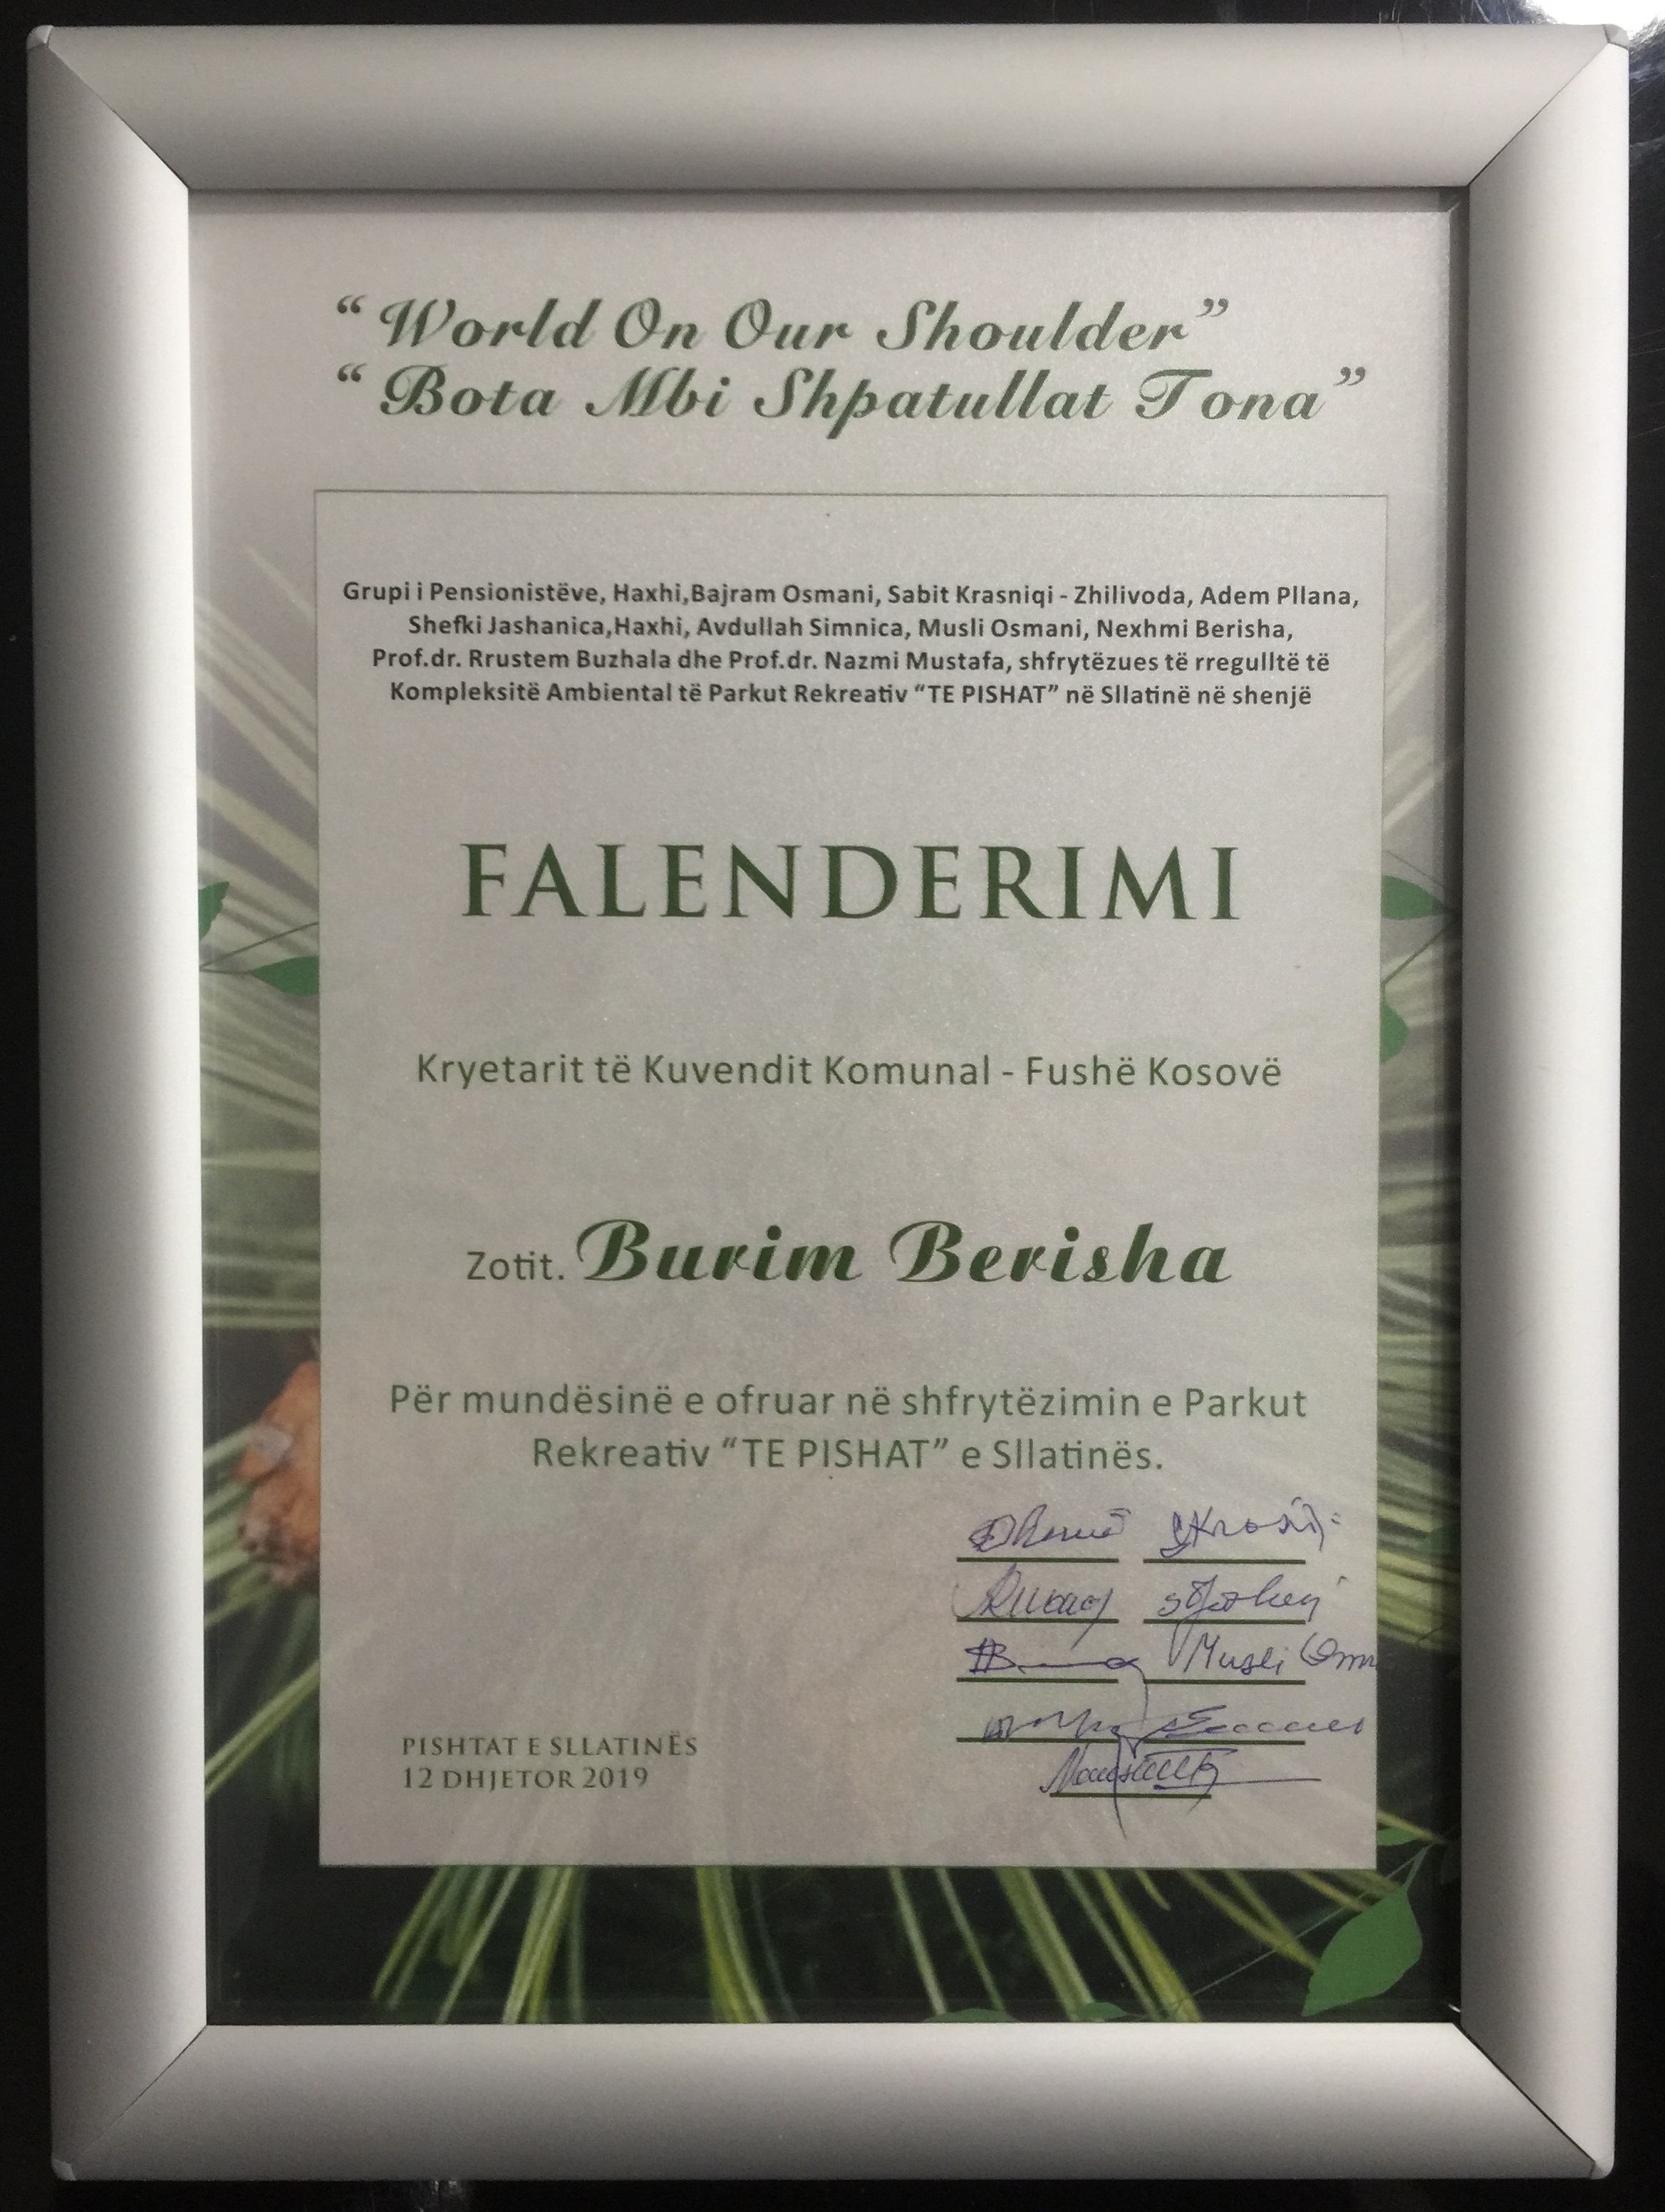 “World On Our Shoulder”
“Bota Mbi Shpatullat Tona”
Grupi i Pensionistëve, Haxhi,Bajram Osmani, Sabit Krasniqi - Zhilivoda, Adem Pllana,
Shefki Jashanica,Haxhi, Avdullah Simnica, Musli Osmani, Nexhmi Berisha,
Prof.dr. Rrustem Buzhala dhe Prof.dr. Nazmi Mustafa, shfrytëzues të rregulltë të
Kompleksitë Ambiental të Parkut Rekreativ “TE PISHAT” në Sllatinë në shenjë
FALENDERIMI
Kryetarit të Kuvendit Komunal - Fushë Kosovë
Zotit. Burim Berisha
Për mundësinë e ofruar në shfrytëzimin e Parkut
Rekreativ “TE PISHAT” e Sllatinës.
Musli
PISHTAT E SLLATINËS
12 DHJETOR 2019